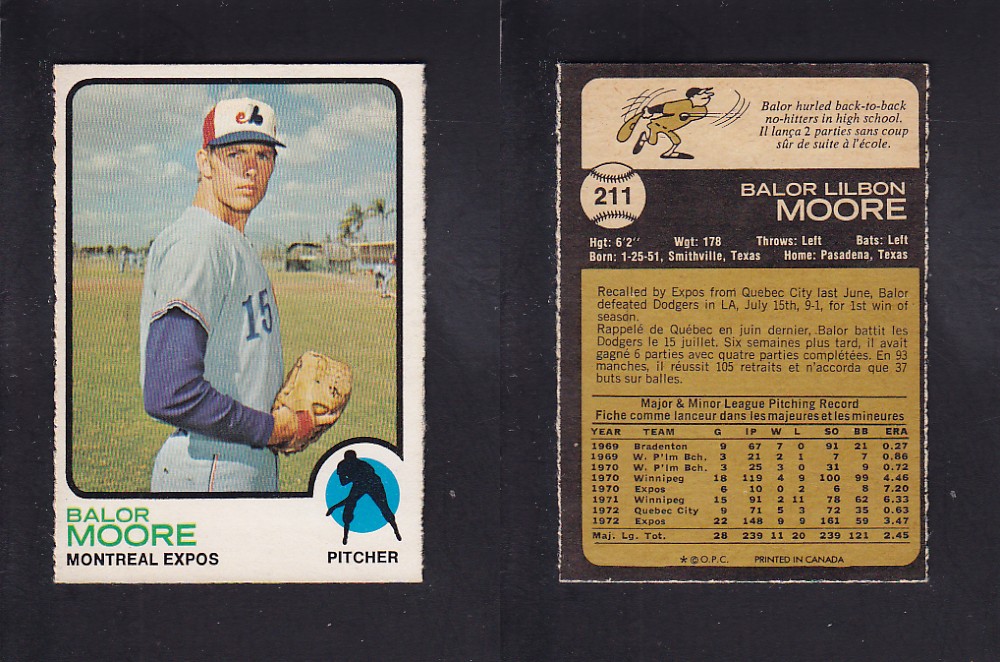 eb
15
BALOR
MOORE
MONTREAL EXPOS
PITCHER
Balor hurled back-to-back
no-hitters in high school.
Il lança 2 parties sans coup
sûr de suite à l'école.
211
BALOR LILBON
MOORE
Hgt: 6'2" Wgt: 178 Throws: Left Bats: Left
Born: 1-25-51, Smithville, Texas Home: Pasadena, Texas
Recalled by Expos from Quebec City last June, Balor
defeated Dodgers in LA, July 15th, 9-1, for 1st win of
season.
Rappelé de Québec en juin dernier, Balor battit les
Dodgers le 15 juillet. Six semaines plus tard, il avait
gagné 6 parties avec quatre parties complétées. En 93
manches, il réussit 105 retraits et n'accorda que 37
buts sur balles.
Major & Minor League Pitching Record
Fiche comme lanceur dans les majeures et les mineures
YEAR TEAM G IP W L SO BB ERA
1969 Bradenton 9 67 7 0 91 21 0.27
1969 W. P'lm Bch. 3 21 2 1 7 7 0.86
1970 W. P'lm Bch. 3 25 3 0 31 9 0.72
1970 Winnipeg 18 119 4 9 100 99 4.46
1970 Expos 6 10 0 2 6 8 7.20
1971 Winnipeg 15 91 2 11 78 62 6.33
1972 Quebec City 9 71 5 3 72 35 0.63
1972 Expos 22 148 9 9 161 59 3.47
Maj. Lg. Tot. 28 239 11 20 239 121 2.45
* © O.P.C. PRINTED IN CANADA